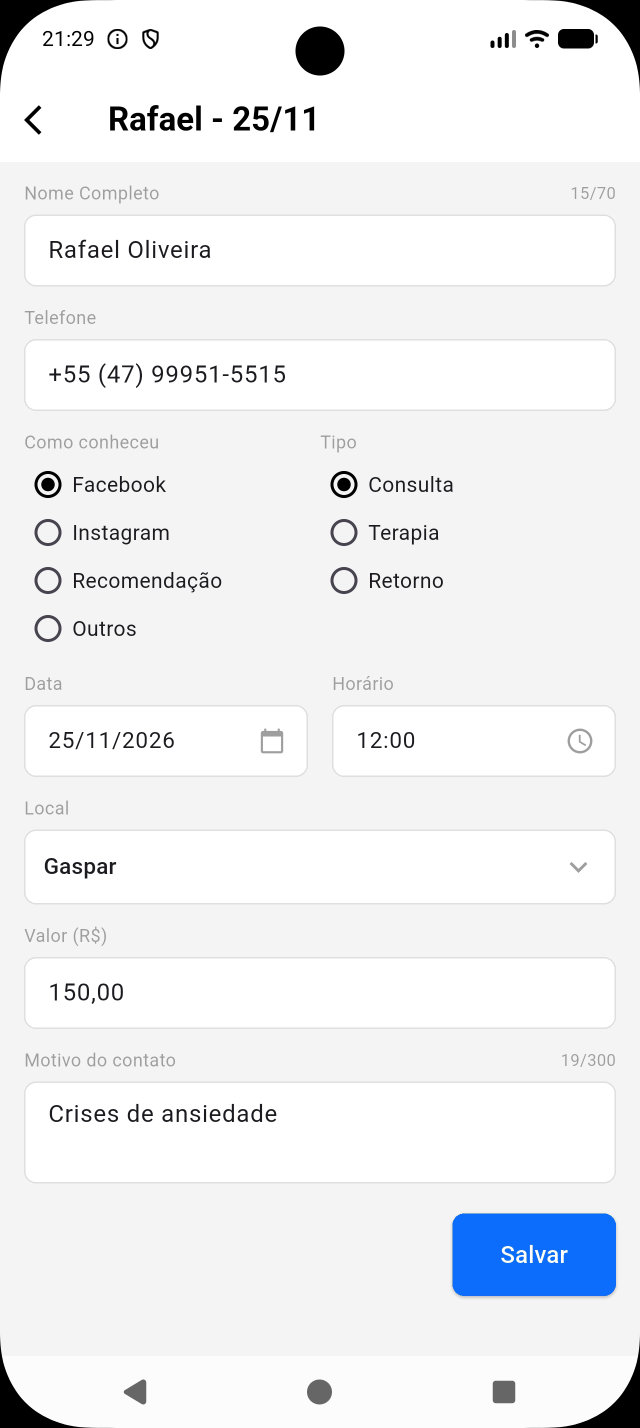 21:29
Rafael - 25/11
Nome Completo 15/70
Rafael Oliveira
Telefone
+55 (47) 99951-5515
Como conheceu Tipo
Facebook Consulta
Instagram Terapia
Recomendação Retorno
Outros
Data Horário
25/11/2026 12:00
Local
Gaspar
Valor (R$)
150,00
Motivo do contato 19/300
Crises de ansiedade
Salvar